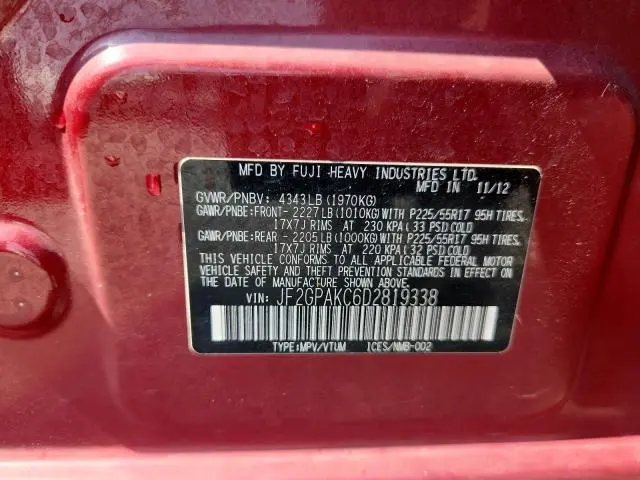 MFD BY FUJI HEAVY INDUSTRIES LTD.
MFD IN 11/12
GVWR/PNBV: 4343LB(1970KG)
GAWR/PNBE:FRONT- 2227LB(1010KG)WITH P225/55R17 95H TIRES,
17X7J RIMS AT 230 KPA(33 PSI)COLD
GAWR/PNBE:REAR - 2205LB(1000KG)WITH P225/55R17 95H TIRES,
17X7J RIMS AT 220 KPA(32 PSI)COLD
THIS VEHICLE CONFORMS TO ALL APPLICABLE FEDERAL MOTOR
VEHICLE SAFETY AND THEFT PREVENTION STANDARDS IN EFFECT
ON THE DATE OF MANUFACTURE SHOWN ABOVE.
VIN: JF2GPAKC6D2819338
TYPE:MPV/VTUM ICES/NMB-002